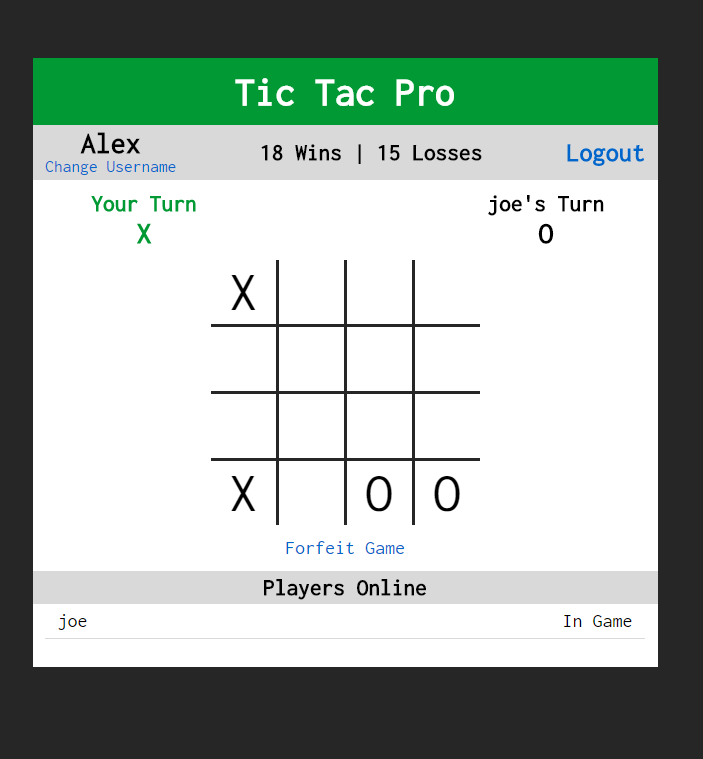 Tic Tac Pro
Alex
Change Username
18 Wins | 15 Losses
Logout
Your Turn
X
joe's Turn
O
X
X O O
Forfeit Game
Players Online
joe In Game